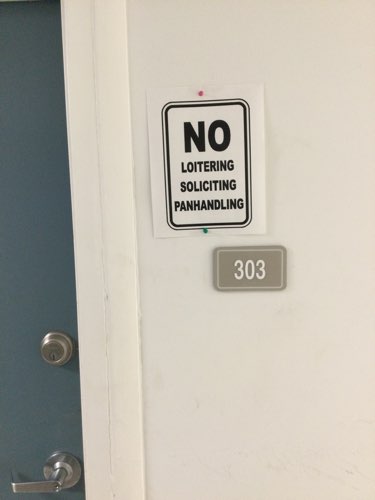 NO
LOITERING
SOLICITING
PANHANDLING
303